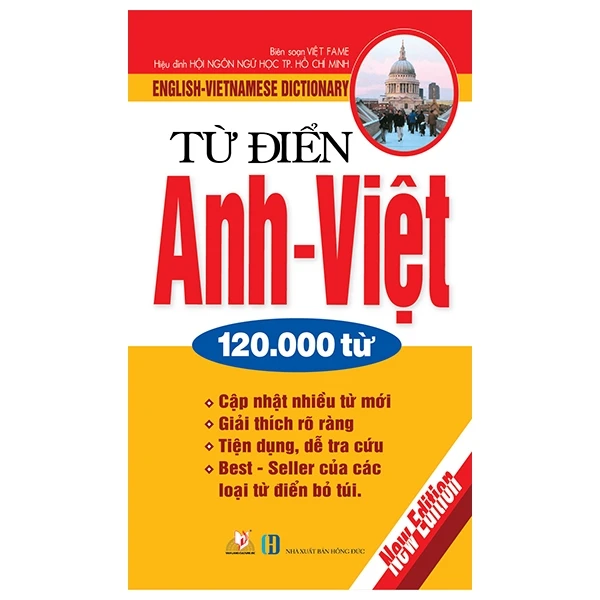 Biên soạn VIỆT FAME
Hiệu đính HỘI NGÔN NGỮ HỌC TP. HỒ CHÍ MINH
ENGLISH-VIETNAMESE DICTIONARY
TỪ ĐIỂN
Anh-Việt
120.000 từ
Cập nhật nhiều từ mới
Giải thích rõ ràng
Tiện dụng, dễ tra cứu
Best - Seller của các
loại từ điển bỏ túi.
New Edition
New Edition
NHÀ XUẤT BẢN HỒNG ĐỨC